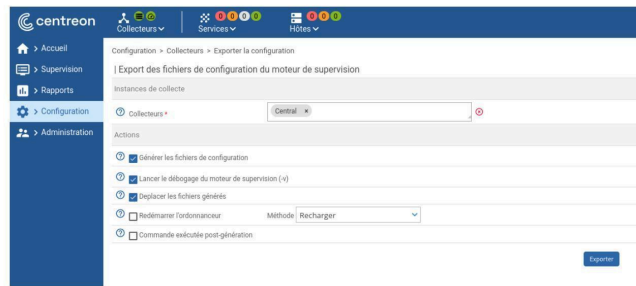 centreon
Collecteurs
0 0 0 0
Services
0 0 0
Hôtes
> Accueil
> Supervision
> Rapports
> Configuration
> Administration
Configuration > Collecteurs > Exporter la configuration
| Export des fichiers de configuration du moteur de supervision
Instances de collecte
Collecteurs *
Central ×
Actions
Générer les fichiers de configuration
Lancer le débogage du moteur de supervision (-v)
Deplacer les fichiers générés
Redémarrer l'ordonnanceur Méthode Recharger
Commande exécutée post-génération
Exporter